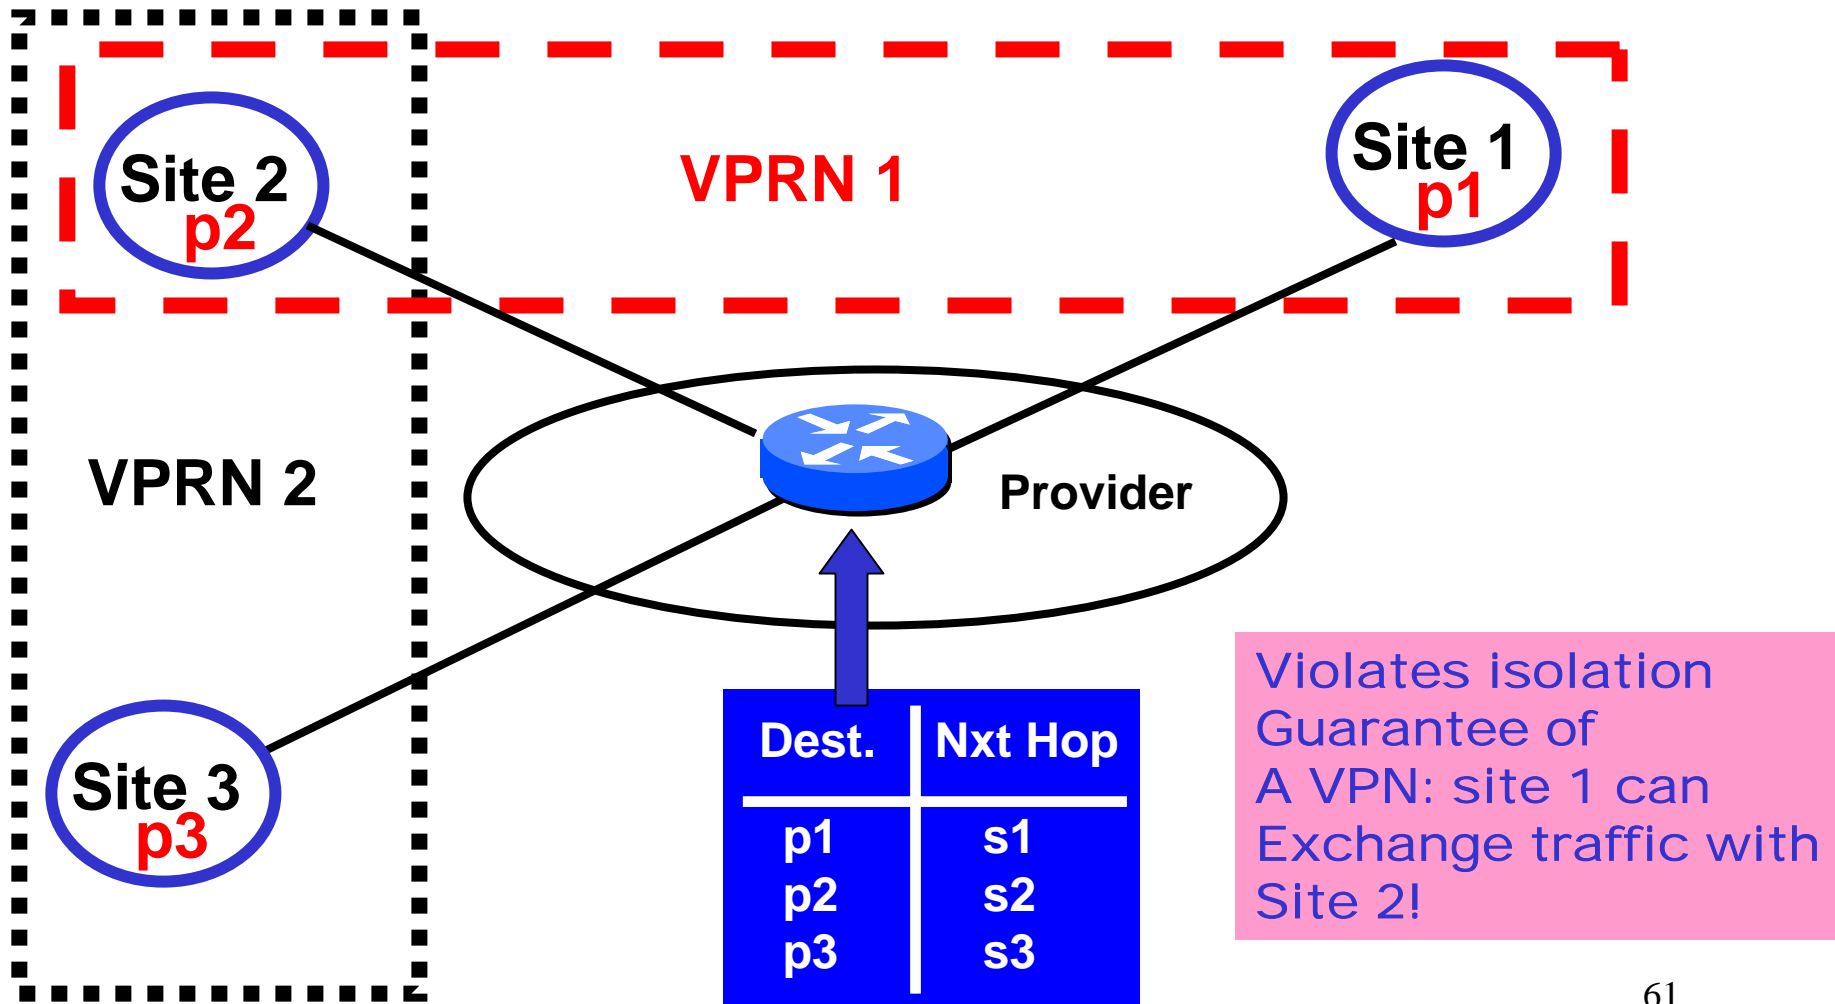 Site 2
p2
VPRN 1
Site 1
p1
VPRN 2
Provider
Site 3
p3
Dest. Nxt Hop
p1 s1
p2 s2
p3 s3
Violates isolation
Guarantee of
A VPN: site 1 can
Exchange traffic with
Site 2!
61